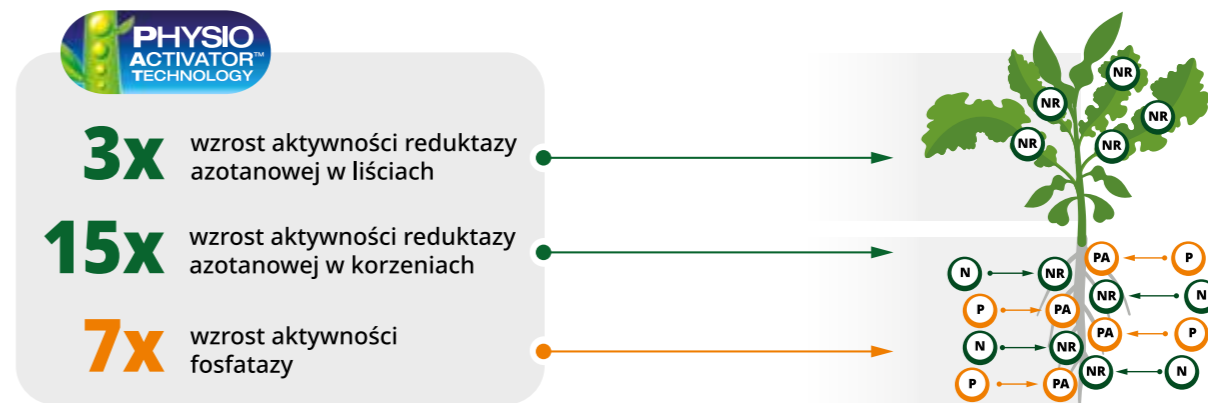 PHYSIO
ACTIVATOR™
TECHNOLOGY
3x
wzrost aktywności reduktazy
azotanowej w liściach
15x
wzrost aktywności reduktazy
azotanowej w korzeniach
7x
wzrost aktywności
fosfatazy
NR
NR
NR
NR
NR
PA P
N NR
NR N
P PA
PA P
N NR
NR N
P PA